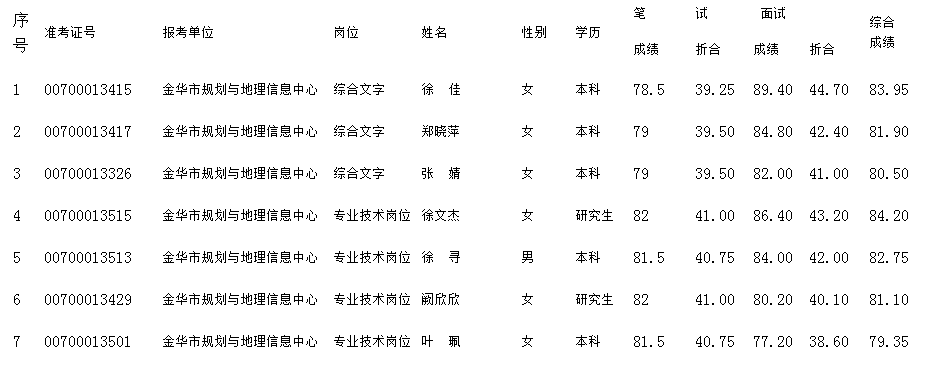 序号 准考证号 报考单位 岗位 姓名 性别 学历 笔 试 面试 综合成绩
成绩 折合 成绩 折合
1 00700013415 金华市规划与地理信息中心 综合文字 徐 佳 女 本科 78.5 39.25 89.40 44.70 83.95
2 00700013417 金华市规划与地理信息中心 综合文字 郑晓萍 女 本科 79 39.50 84.80 42.40 81.90
3 00700013326 金华市规划与地理信息中心 综合文字 张 婧 女 本科 79 39.50 82.00 41.00 80.50
4 00700013515 金华市规划与地理信息中心 专业技术岗位 徐文杰 女 研究生 82 41.00 86.40 43.20 84.20
5 00700013513 金华市规划与地理信息中心 专业技术岗位 徐 寻 男 本科 81.5 40.75 84.00 42.00 82.75
6 00700013429 金华市规划与地理信息中心 专业技术岗位 阚欣欣 女 研究生 82 41.00 80.20 40.10 81.10
7 00700013501 金华市规划与地理信息中心 专业技术岗位 叶 珮 女 本科 81.5 40.75 77.20 38.60 79.35